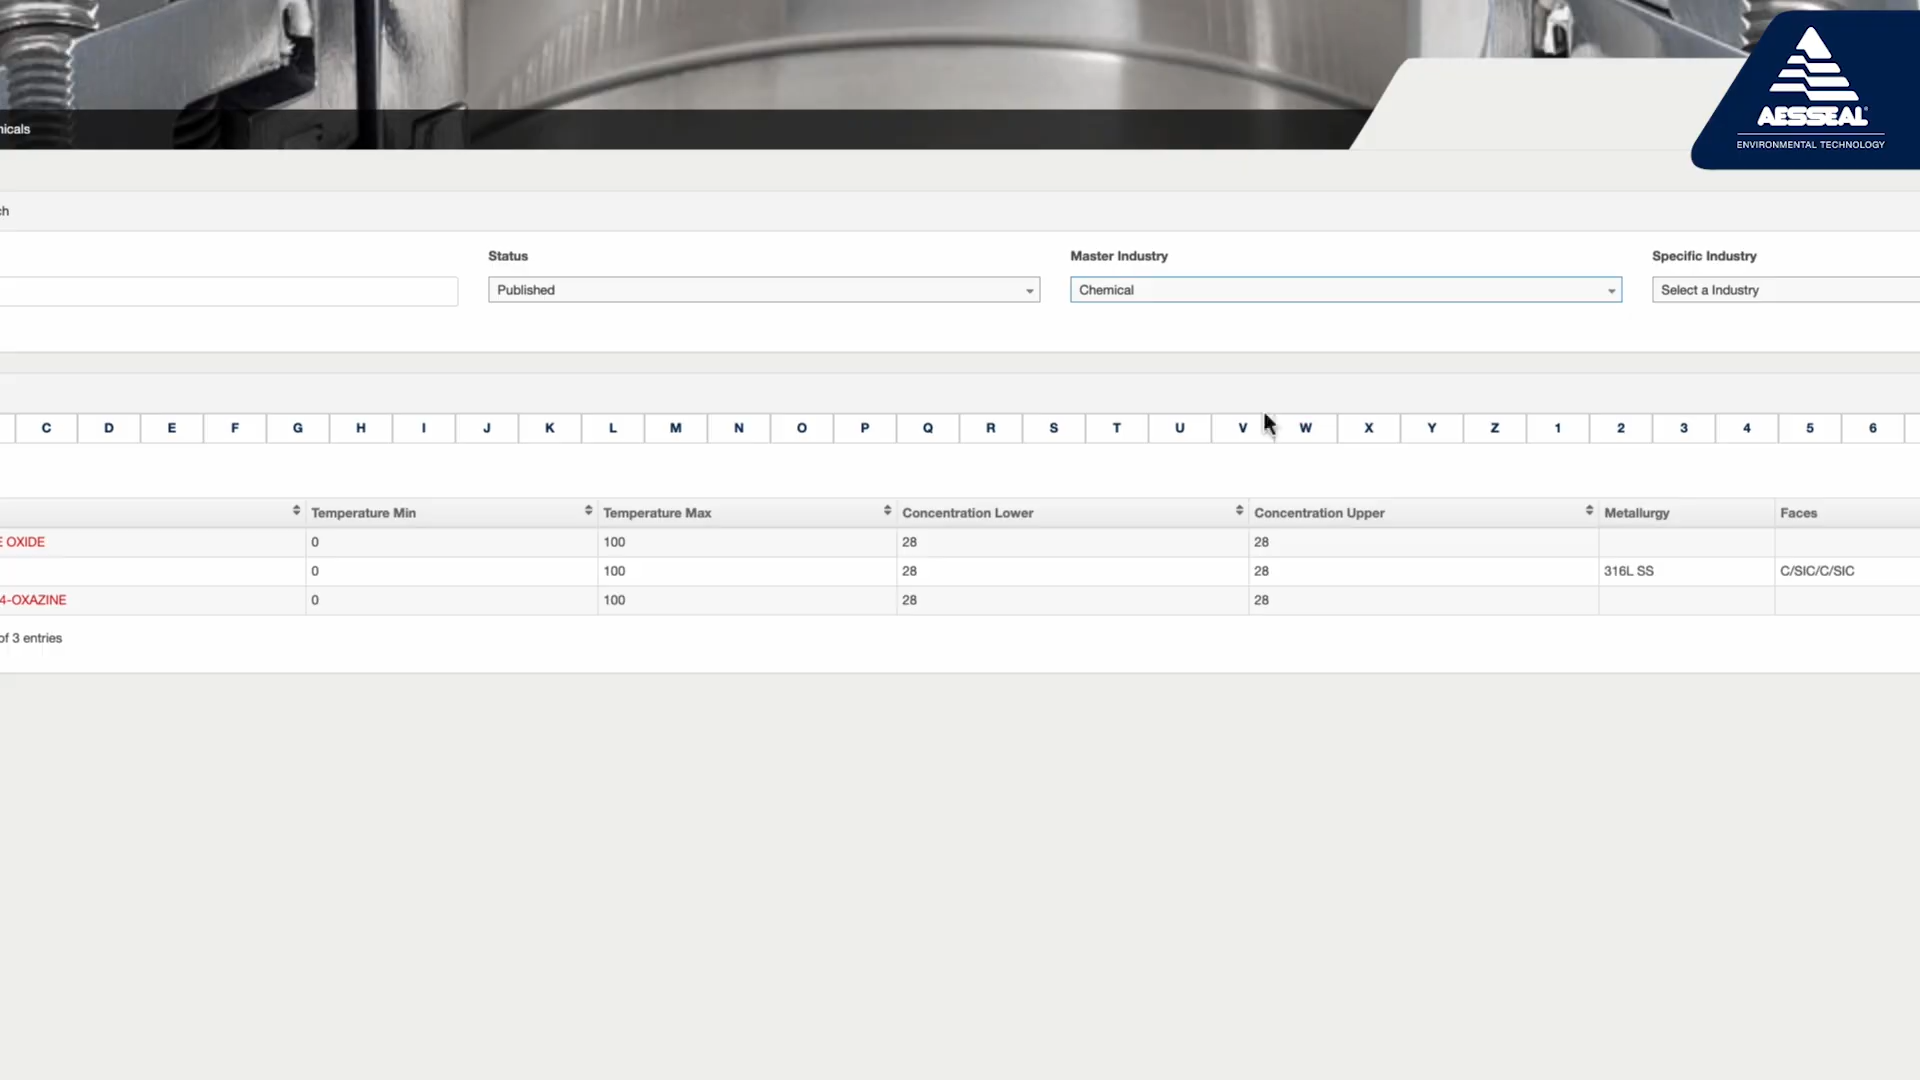 AESSEAL
ENVIRONMENTAL TECHNOLOGY
Status Master Industry Specific Industry
Published Chemical Select a Industry
C D E F G H I J K L M N O P Q R S T U V W X Y Z 1 2 3 4 5 6
Temperature Min Temperature Max Concentration Lower Concentration Upper Metallurgy Faces
OXIDE 0 100 28 28
0 100 28 28 316L SS C/SIC/C/SIC
4-OXAZINE 0 100 28 28
of 3 entries